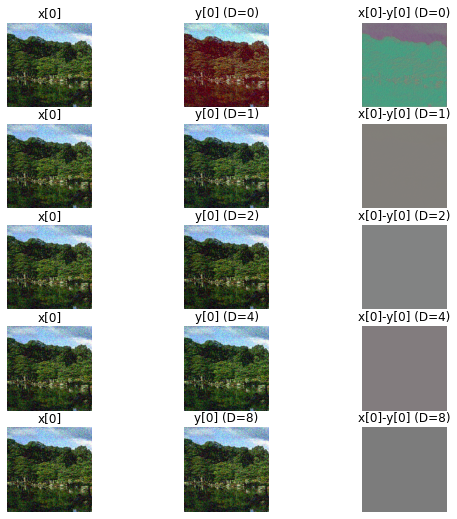 x[0] y[0] (D=0) x[0]-y[0] (D=0)
x[0] y[0] (D=1) x[0]-y[0] (D=1)
x[0] y[0] (D=2) x[0]-y[0] (D=2)
x[0] y[0] (D=4) x[0]-y[0] (D=4)
x[0] y[0] (D=8) x[0]-y[0] (D=8)